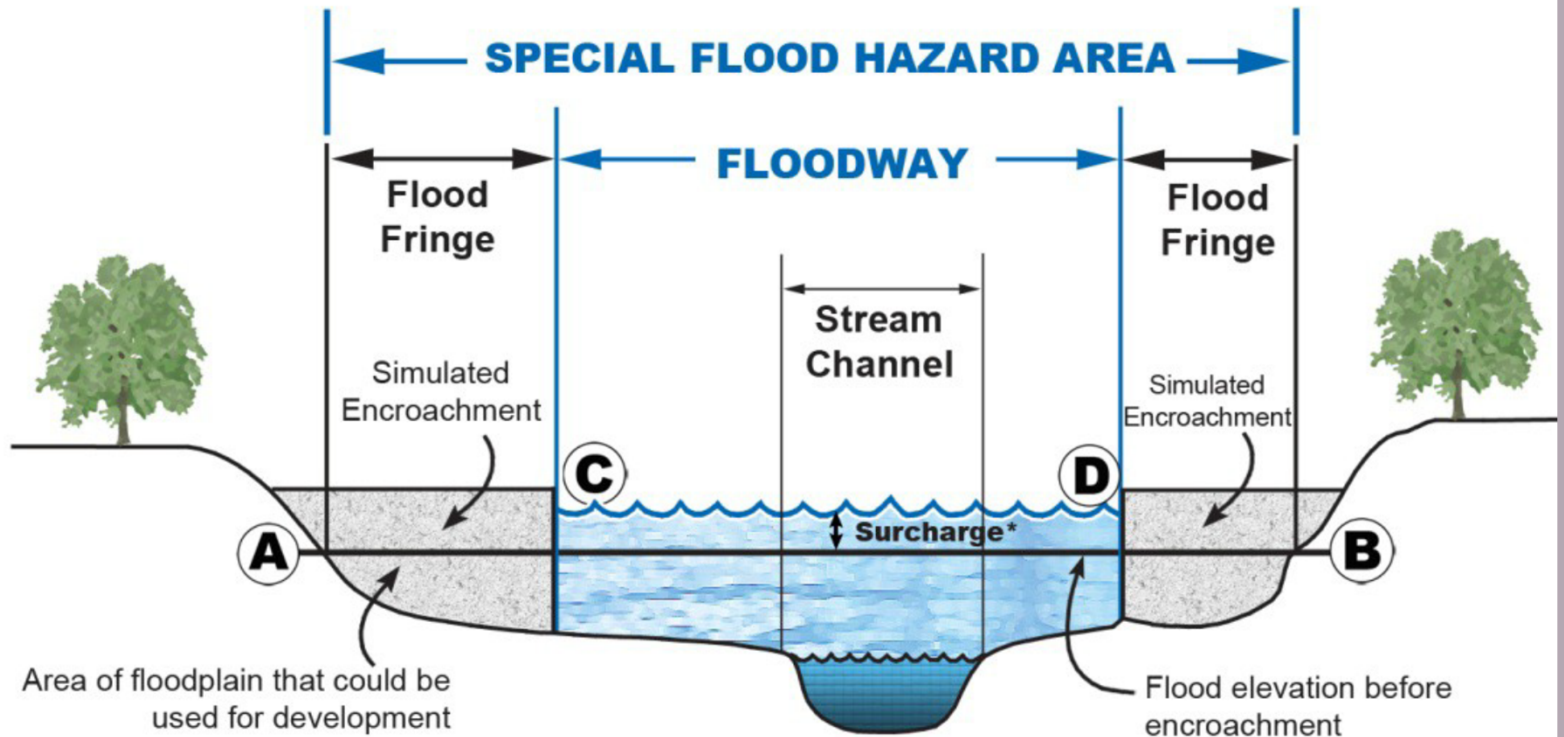 SPECIAL FLOOD HAZARD AREA
FLOODWAY
Flood
Fringe
Flood
Fringe
Stream
Channel
Simulated
Encroachment
Simulated
Encroachment
C
D
Surcharge*
A
B
Area of floodplain that could be
used for development
Flood elevation before
encroachment